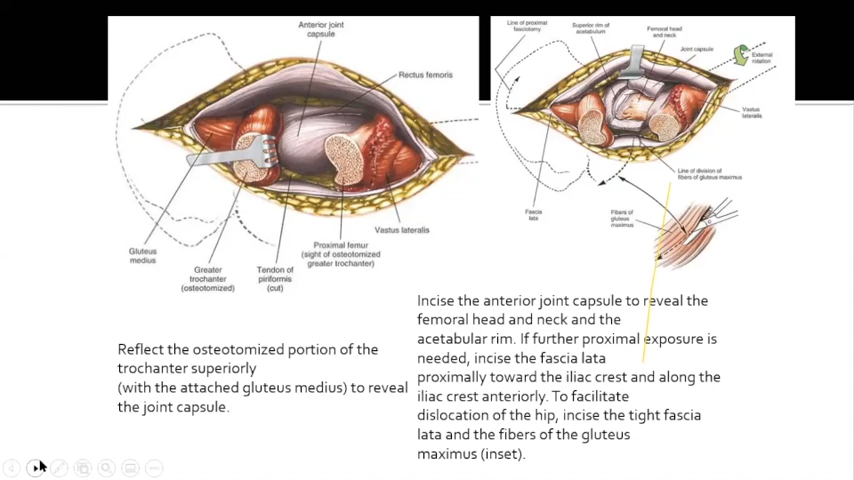 Anterior joint
capsule
Rectus femoris
Vastus lateralis
Proximal femur
(sight of osteotomized
greater trochanter)
Tendon of
piriformis
(cut)
Greater
trochanter
(osteotomized)
Gluteus
medius
Line of proximal
fasciotomy
Superior rim of
acetabulum
Femoral head
and neck
Joint capsule
External
rotation
Vastus
lateralis
Line of division of
fibers of gluteus maximus
Fibers of
gluteus
maximus
Fascia
lata
Reflect the osteotomized portion of the
trochanter superiorly
(with the attached gluteus medius) to reveal
the joint capsule.
Incise the anterior joint capsule to reveal the
femoral head and neck and the
acetabular rim. If further proximal exposure is
needed, incise the fascia lata
proximally toward the iliac crest and along the
iliac crest anteriorly. To facilitate
dislocation of the hip, incise the tight fascia
lata and the fibers of the gluteus
maximus (inset).